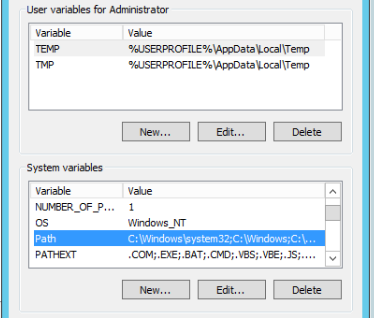 User variables for Administrator
Variable Value
TEMP %USERPROFILE%\AppData\Local\Temp
TMP %USERPROFILE%\AppData\Local\Temp
New... Edit... Delete
System variables
Variable Value
NUMBER_OF_P... 1
OS Windows_NT
Path C:\Windows\system32;C:\Windows;C:\...
PATHEXT .COM;.EXE;.BAT;.CMD;.VBS;.VBE;.JS;....
New... Edit... Delete